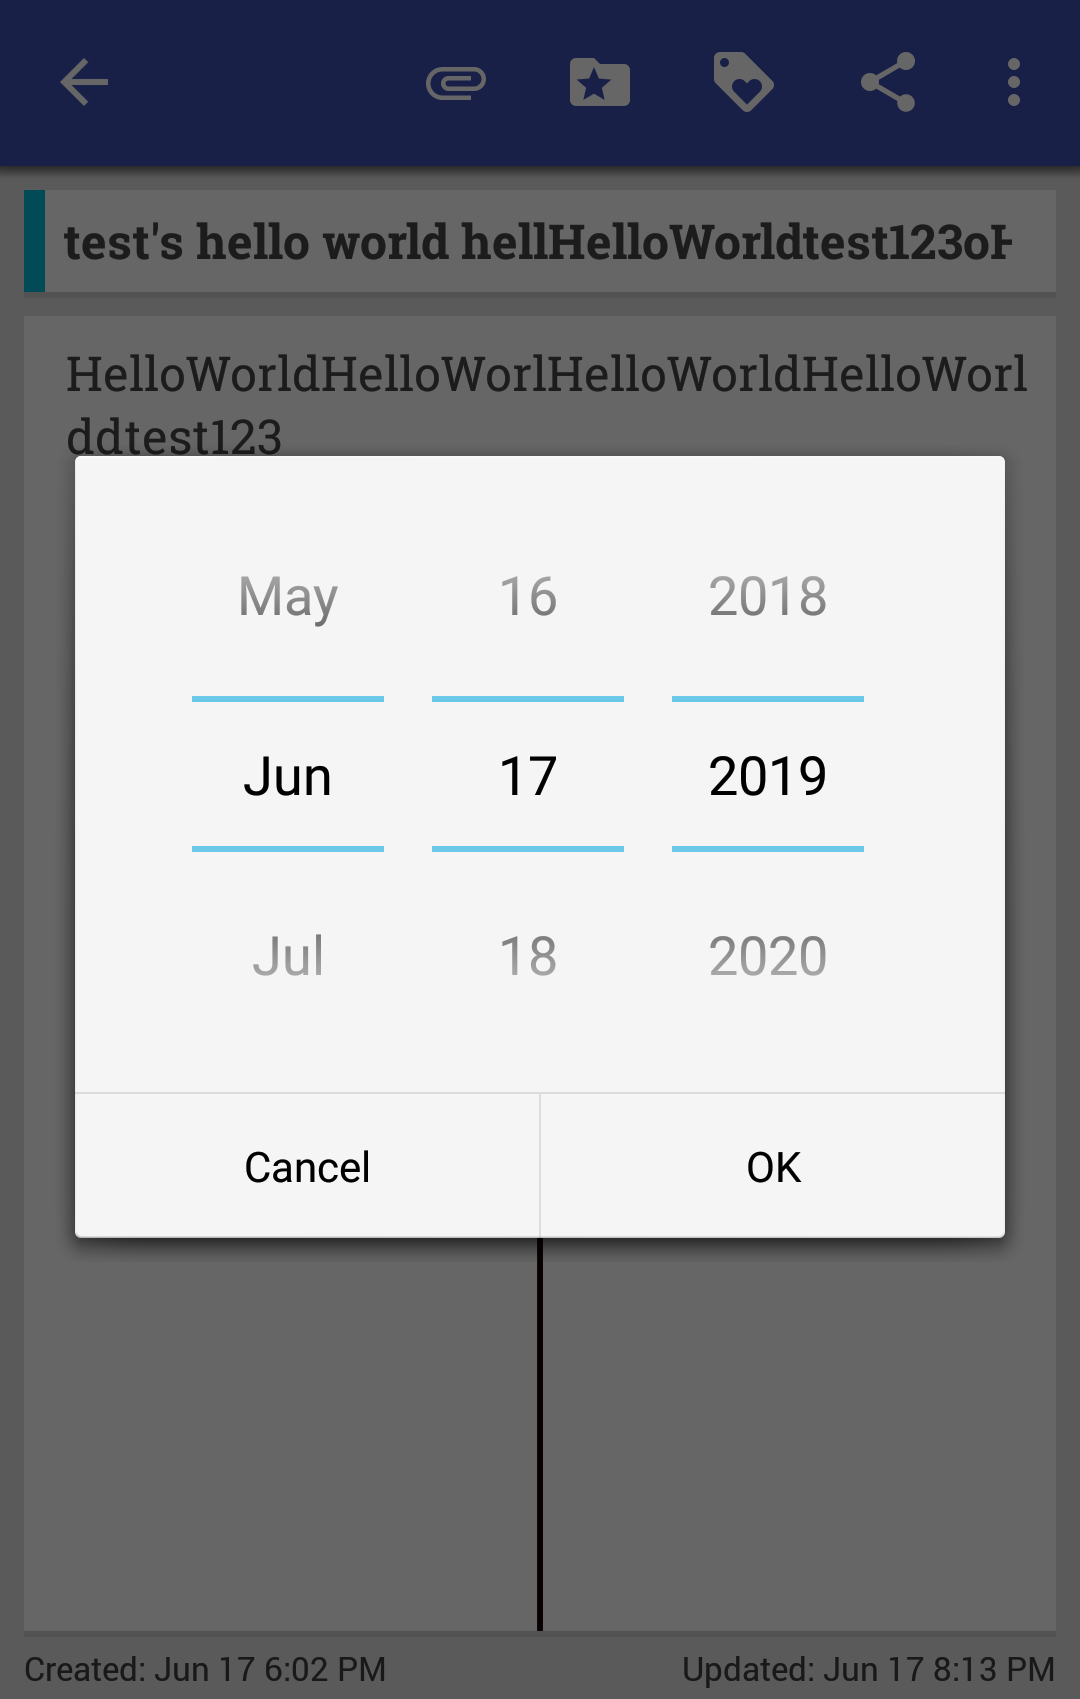 test's hello world hellHelloWorldtest123oH
HelloWorldHelloWorlHelloWorldHelloWorl
ddtest123
May 16 2018
Jun 17 2019
Jul 18 2020
Cancel OK
Created: Jun 17 6:02 PM Updated: Jun 17 8:13 PM